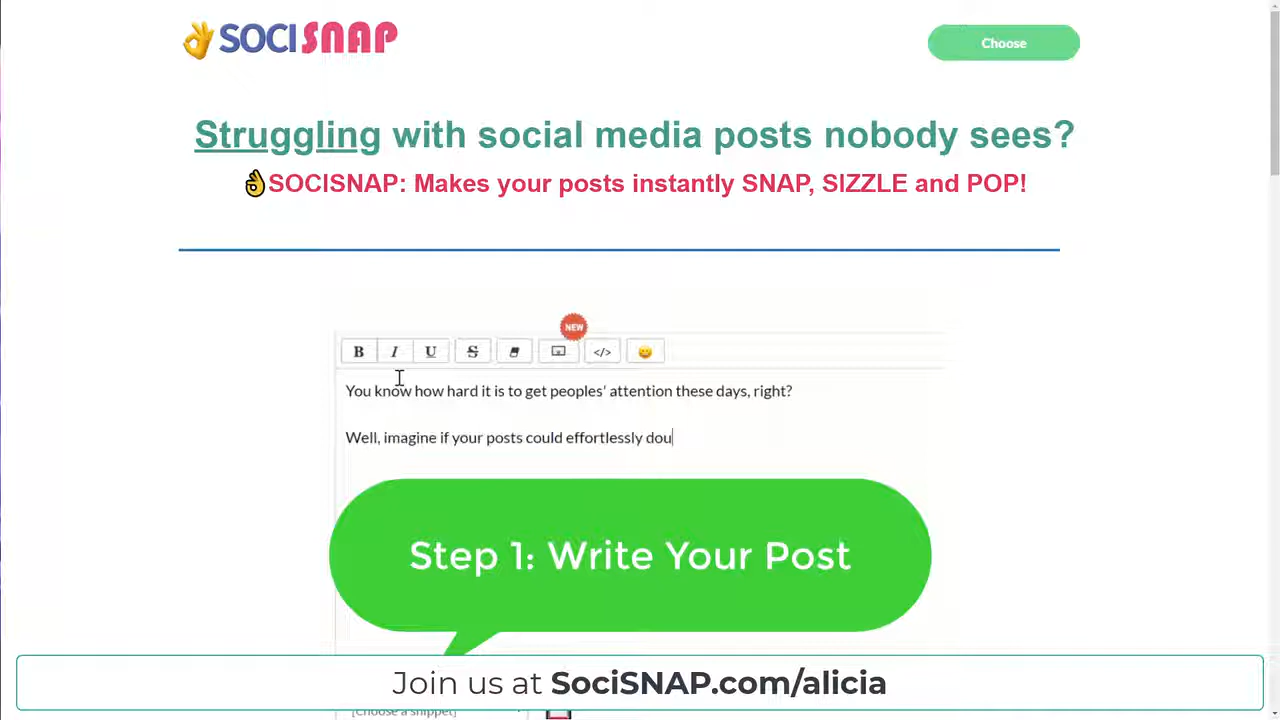 SOCISNAP
Choose
Struggling with social media posts nobody sees?
👌SOCISNAP: Makes your posts instantly SNAP, SIZZLE and POP!
NEW
B I U S </>
You know how hard it is to get peoples' attention these days, right?
Well, imagine if your posts could effortlessly dou
Step 1: Write Your Post
Join us at SociSNAP.com/alicia
[Choose a snippet]